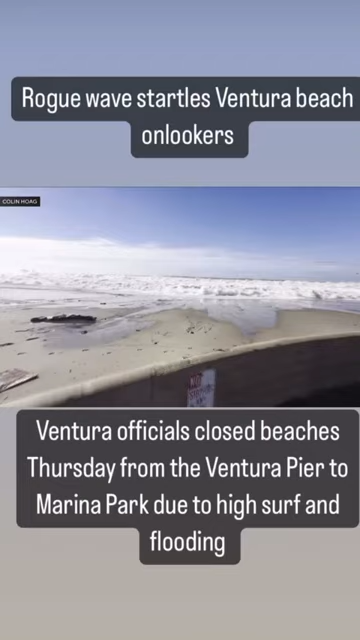 Rogue wave startles Ventura beach
onlookers
COLIN HOAG
Ventura officials closed beaches
Thursday from the Ventura Pier to
Marina Park due to high surf and
flooding